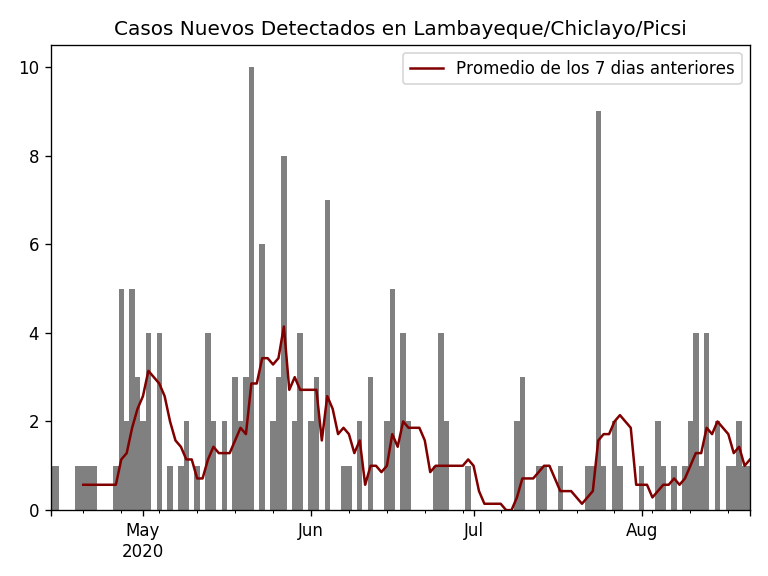 Casos Nuevos Detectados en Lambayeque/Chiclayo/Picsi
Promedio de los 7 dias anteriores
10
8
6
4
2
0
May Jun Jul Aug
2020